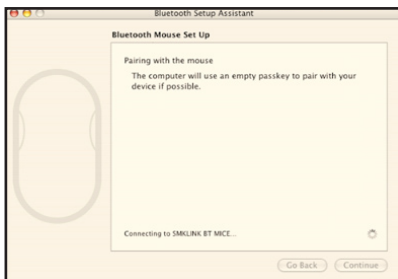 Bluetooth Setup Assistant
Bluetooth Mouse Set Up
Pairing with the mouse
The computer will use an empty passkey to pair with your
device if possible.
Connecting to SMKLINK BT MICE...
Go Back
Continue